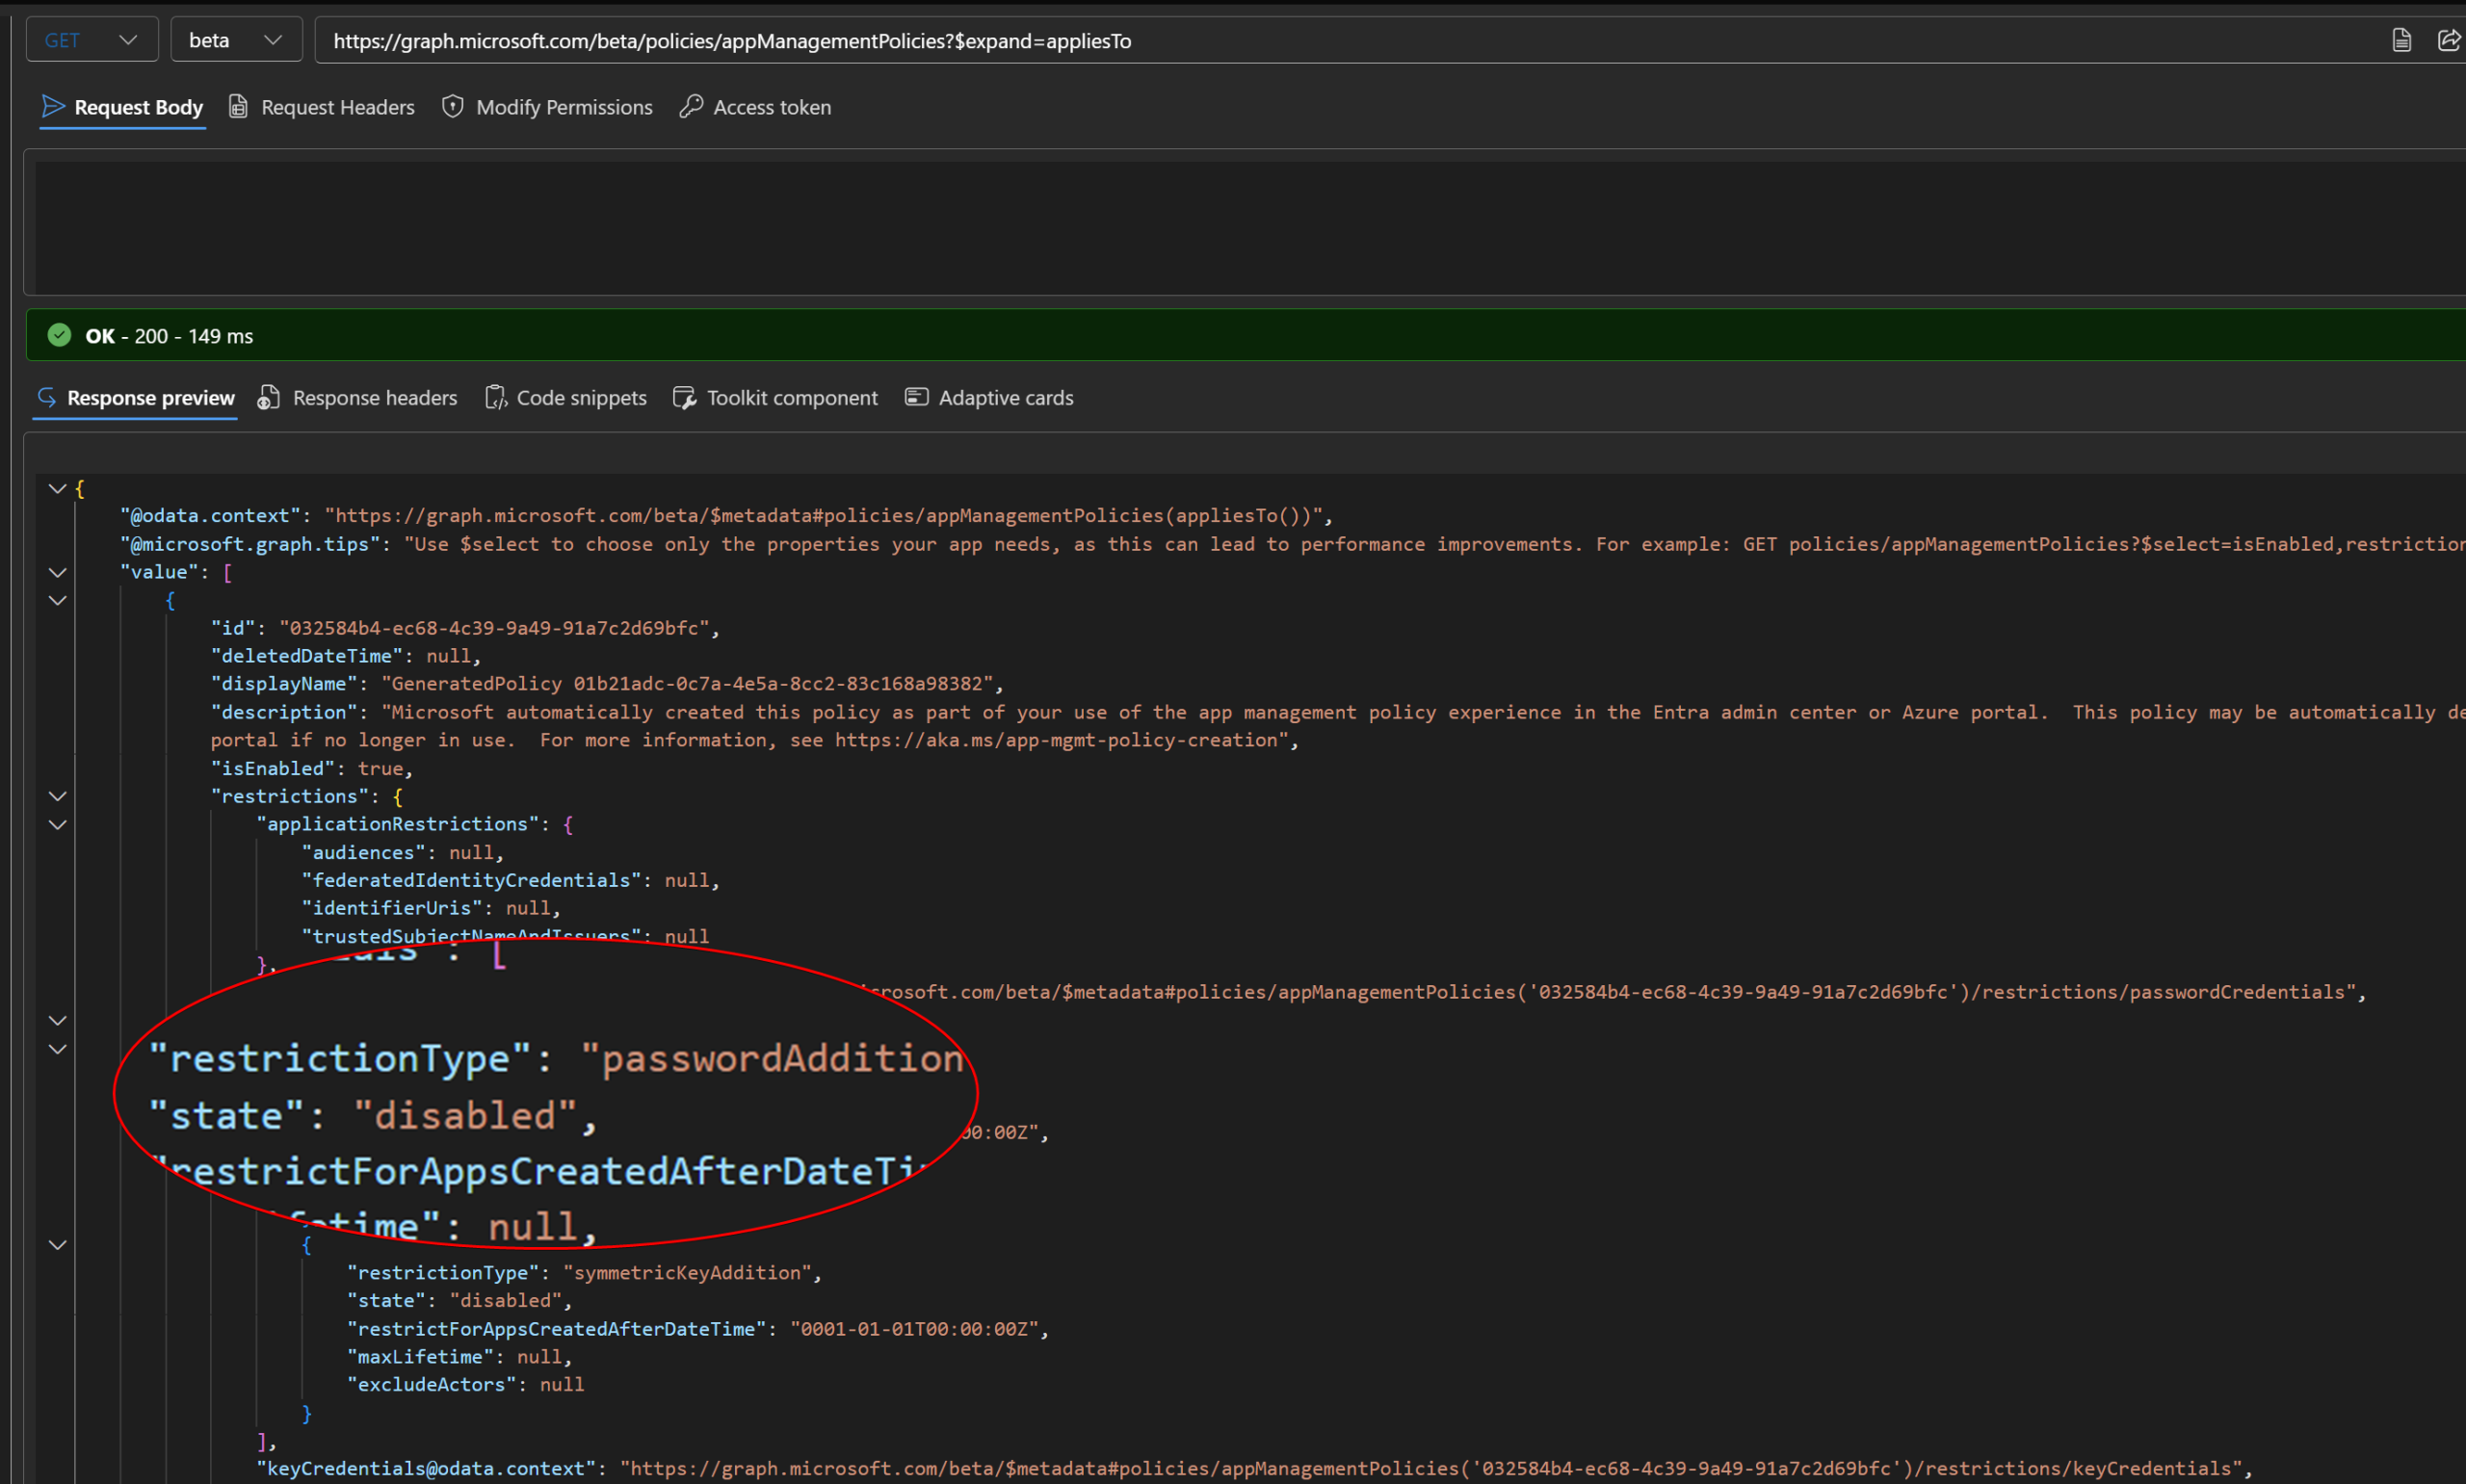 GET beta https://graph.microsoft.com/beta/policies/appManagementPolicies?$expand=appliesTo
Request Body Request Headers Modify Permissions Access token
OK - 200 - 149 ms
Response preview Response headers Code snippets Toolkit component Adaptive cards
{
"@odata.context": "https://graph.microsoft.com/beta/$metadata#policies/appManagementPolicies(appliesTo())",
"@microsoft.graph.tips": "Use $select to choose only the properties your app needs, as this can lead to performance improvements. For example: GET policies/appManagementPolicies?$select=isEnabled,restriction
"value": [
{
"id": "032584b4-ec68-4c39-9a49-91a7c2d69bfc",
"deletedDateTime": null,
"displayName": "GeneratedPolicy 01b21adc-0c7a-4e5a-8cc2-83c168a98382",
"description": "Microsoft automatically created this policy as part of your use of the app management policy experience in the Entra admin center or Azure portal.  This policy may be automatically de
portal if no longer in use.  For more information, see https://aka.ms/app-mgmt-policy-creation",
"isEnabled": true,
"restrictions": {
"applicationRestrictions": {
"audiences": null,
"federatedIdentityCredentials": null,
"identifierUris": null,
"trustedSubjectNameAndIssuers": null
},
[
icrosoft.com/beta/$metadata#policies/appManagementPolicies('032584b4-ec68-4c39-9a49-91a7c2d69bfc')/restrictions/passwordCredentials",
"restrictionType": "passwordAddition
"state": "disabled",
00:00Z",
"restrictForAppsCreatedAfterDateTi
fetime": null,
{
"restrictionType": "symmetricKeyAddition",
"state": "disabled",
"restrictForAppsCreatedAfterDateTime": "0001-01-01T00:00:00Z",
"maxLifetime": null,
"excludeActors": null
}
],
"keyCredentials@odata.context": "https://graph.microsoft.com/beta/$metadata#policies/appManagementPolicies('032584b4-ec68-4c39-9a49-91a7c2d69bfc')/restrictions/keyCredentials",